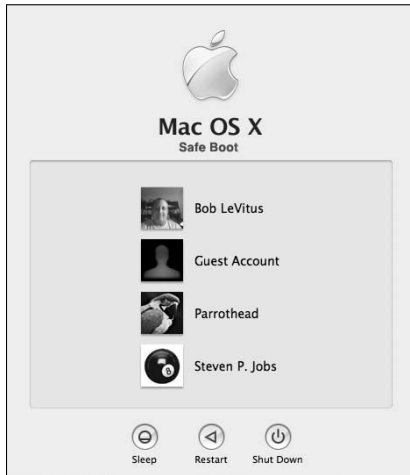 Mac OS X
Safe Boot
Bob LeVitus
Guest Account
Parrothead
Steven P. Jobs
Sleep Restart Shut Down